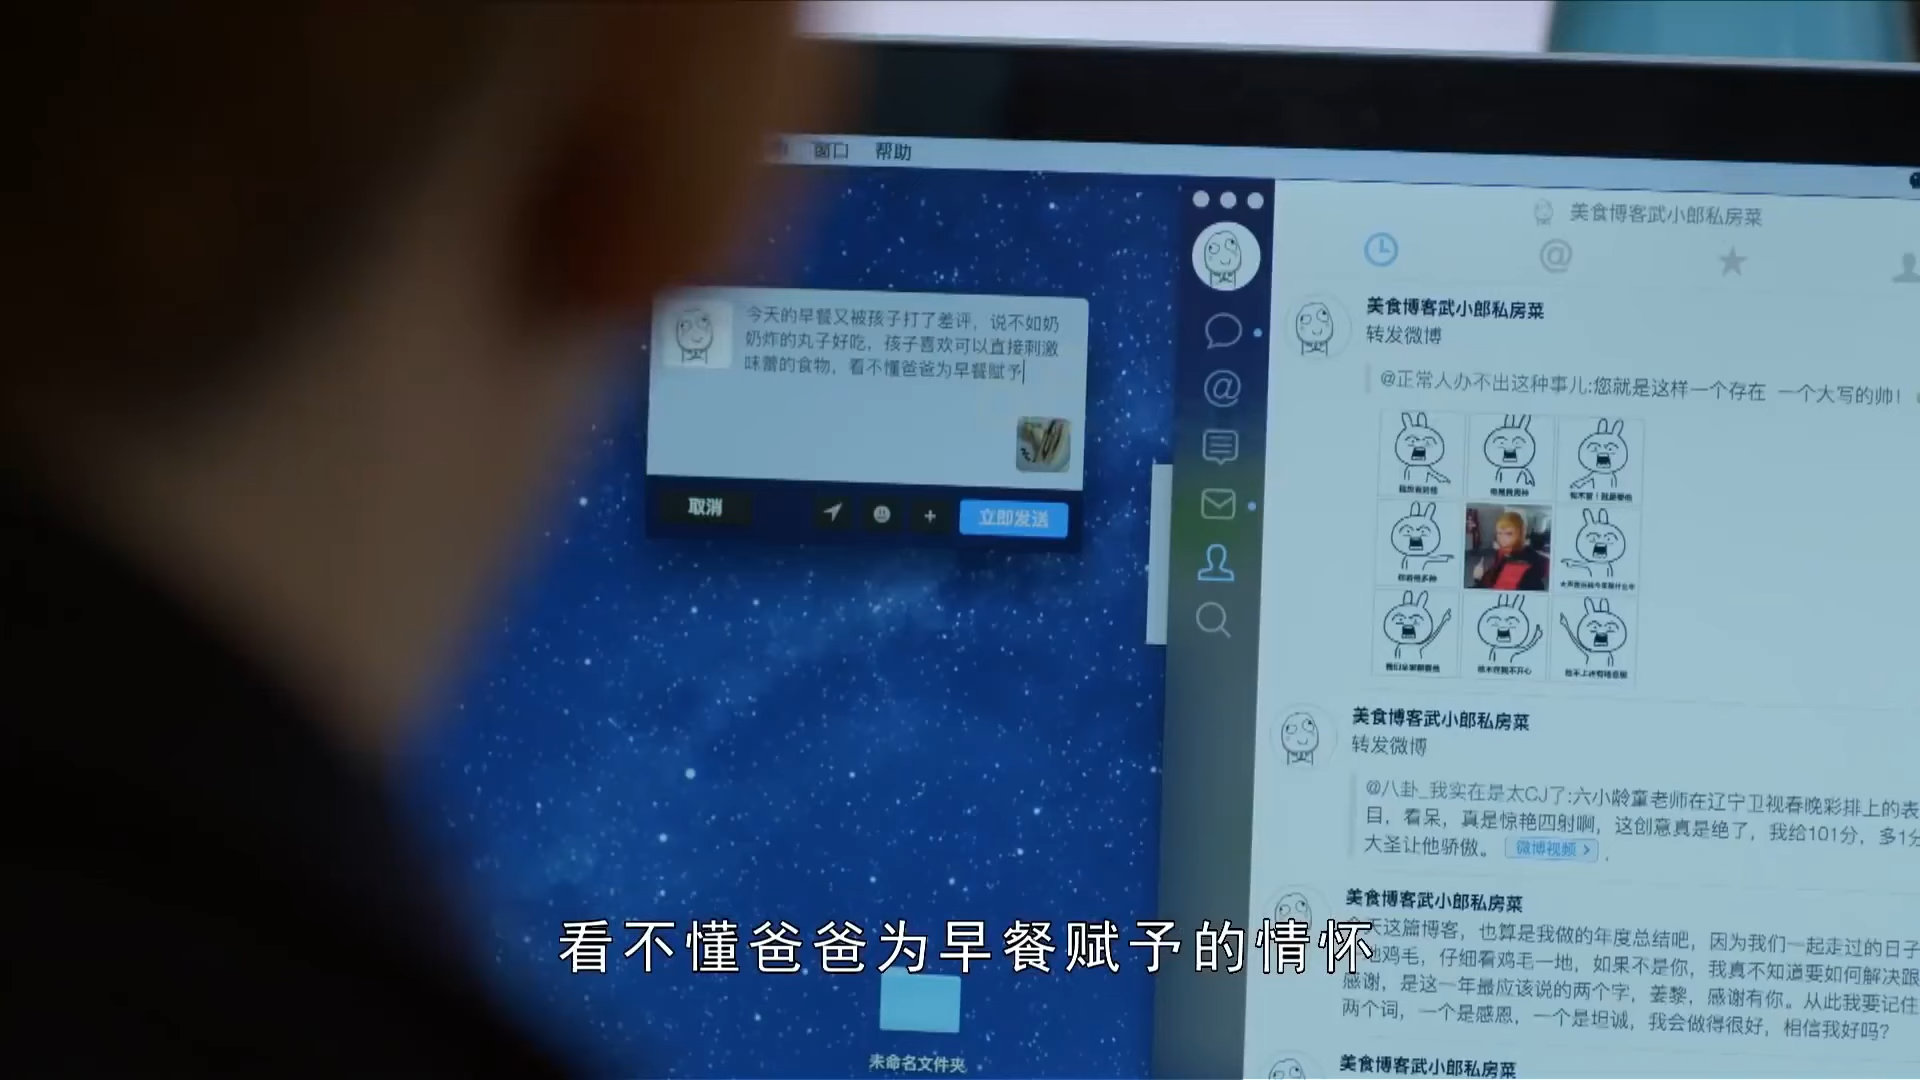 窗口 帮助
美食博客武小郎私房菜
今天的早餐又被孩子打了差评，说不如奶
奶炸的丸子好吃，孩子喜欢可以直接刺激
味蕾的食物，看不懂爸爸为早餐赋予
取消
立即发送
美食博客武小郎私房菜
转发微博
@正常人办不出这种事儿:您就是这样一个存在 一个大写的帅！
美食博客武小郎私房菜
转发微博
@八卦_我实在是太CJ了:六小龄童老师在辽宁卫视春晚彩排上的表
目，看呆，真是惊艳四射啊，这创意真是绝了，我给101分，多1分
大圣让他骄傲。 微博视频 >
美食博客武小郎私房菜
天这篇博客，也算是我做的年度总结吧，因为我们一起走过的日子
地鸡毛，仔细看鸡毛一地，如果不是你，我真不知道要如何解决跟
感谢，是这一年最应该说的两个字，姜黎，感谢有你。从此我要记住
两个词，一个是感恩，一个是坦诚，我会做得很好，相信我好吗？
看不懂爸爸为早餐赋予的情怀
未命名文件夹
美食博客武小郎私房菜